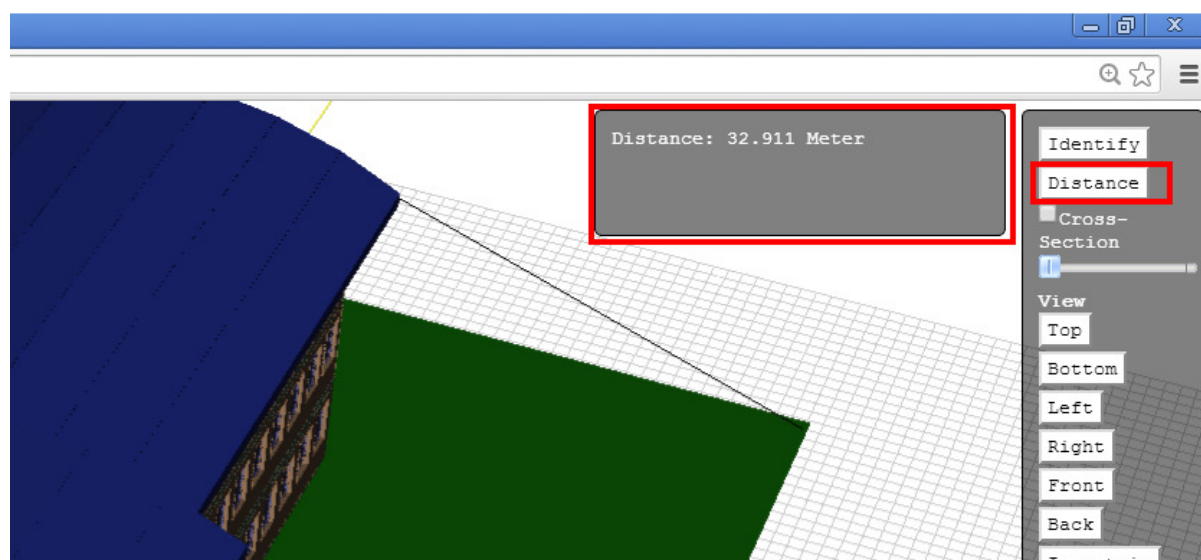 Distance: 32.911 Meter
Identify
Distance
Cross-
Section
View
Top
Bottom
Left
Right
Front
Back